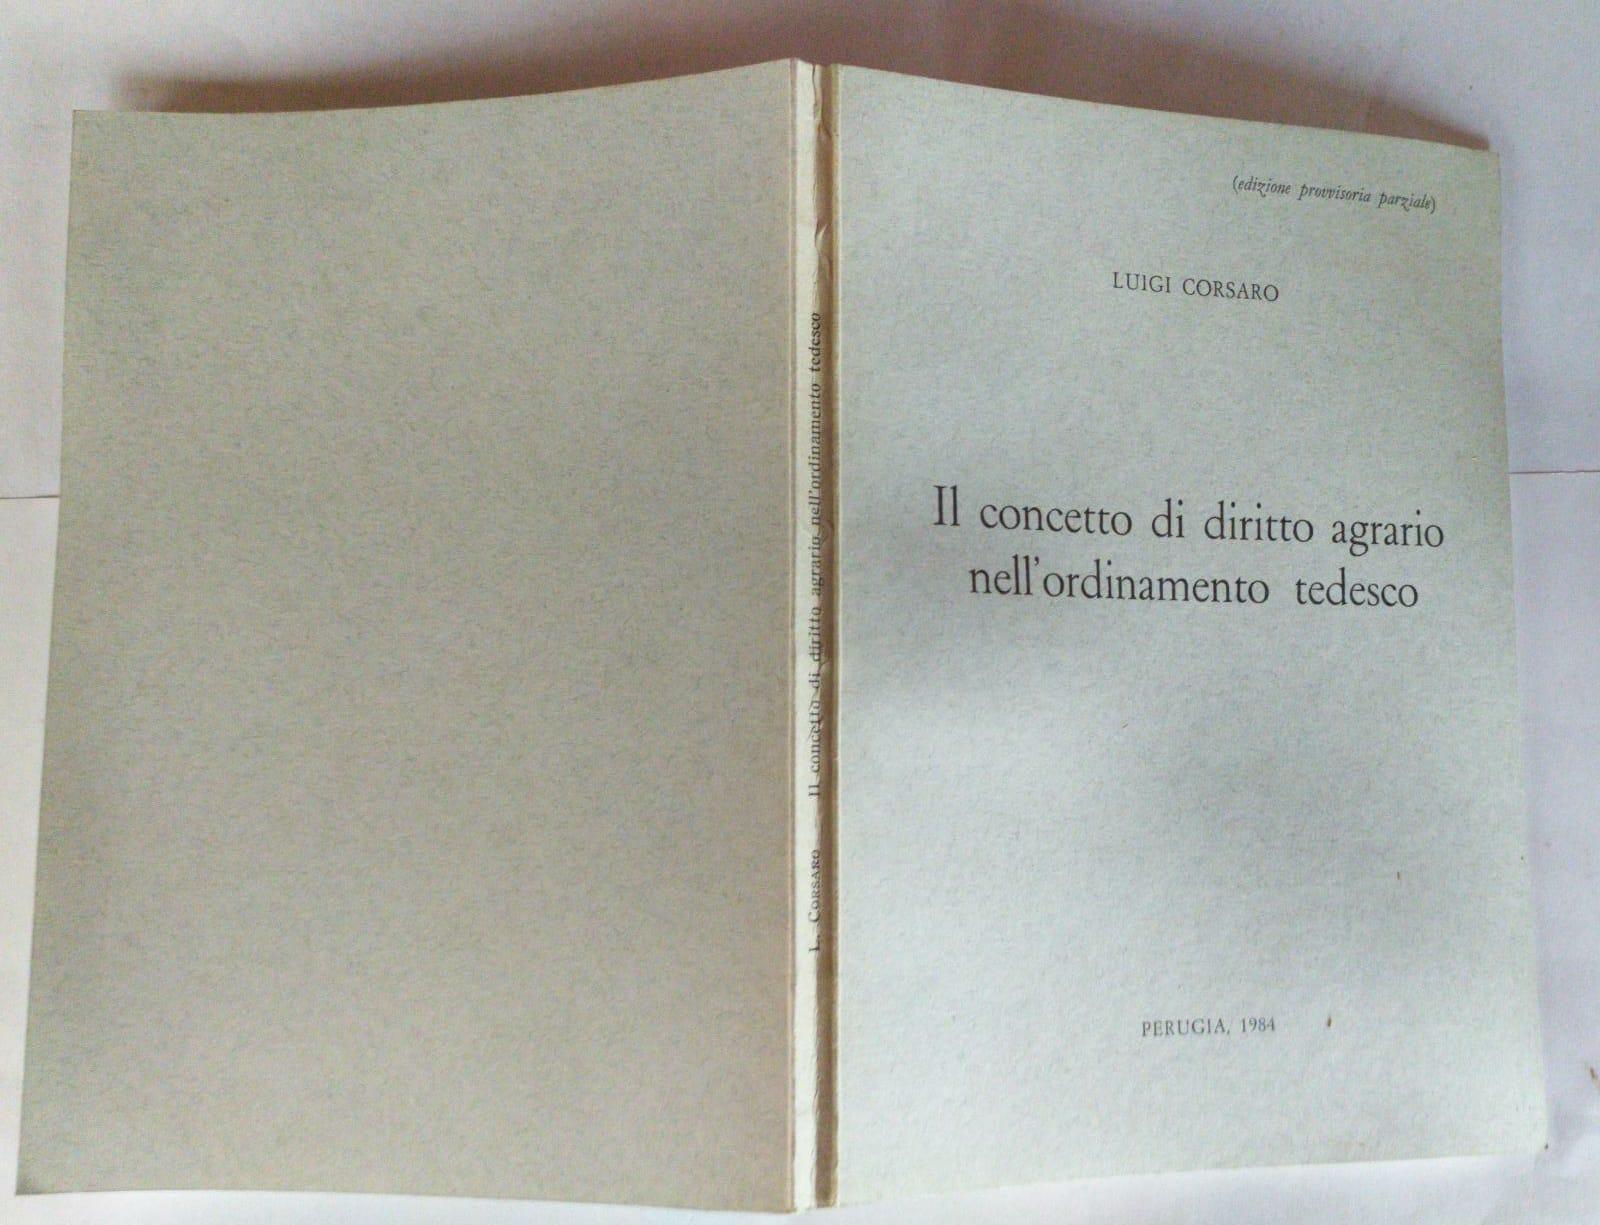 (edizione provvisoria parziale)
LUIGI CORSARO
Il concetto di diritto agrario
nell'ordinamento tedesco
PERUGIA, 1984
L. CORSARO Il concetto di diritto agrario nell'ordinamento tedesco